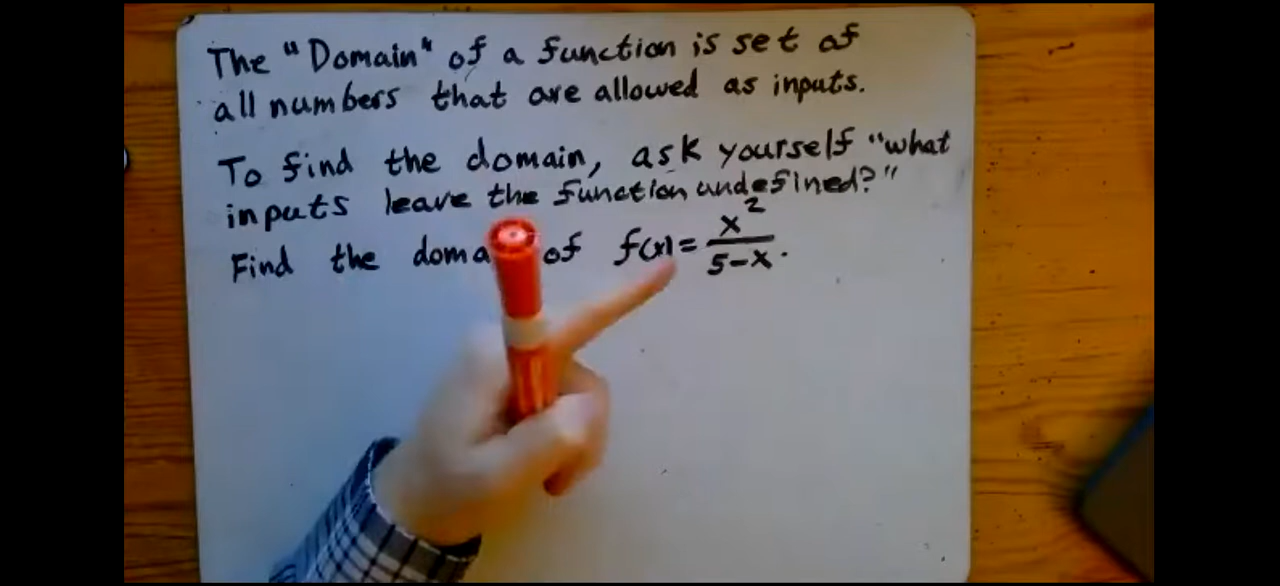 The "Domain" of a function is set of
all numbers that are allowed as inputs.
To find the domain, ask yourself "what
inputs leave the function undefined?"
Find the doma of f(x) = x²/5-x.